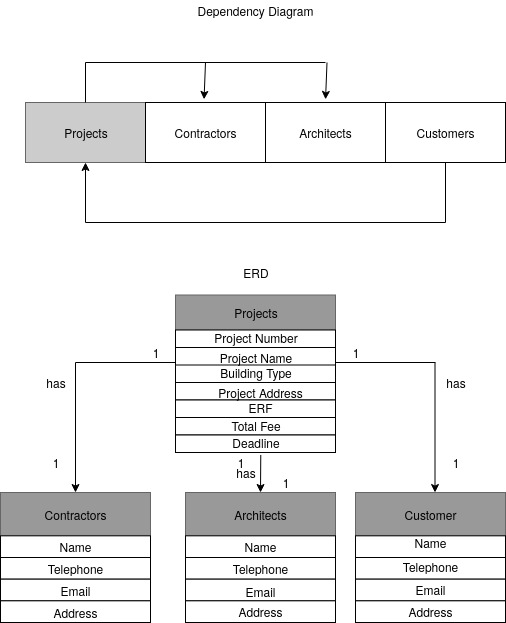 Dependency Diagram
Projects
Contractors
Architects
Customers
ERD
Projects
Project Number
1
Project Name
1
Building Type
has
has
Project Address
ERF
Total Fee
Deadline
1
1
1
has
1
Contractors
Architects
Customer
Name
Name
Name
Telephone
Telephone
Telephone
Email
Email
Email
Address
Address
Address